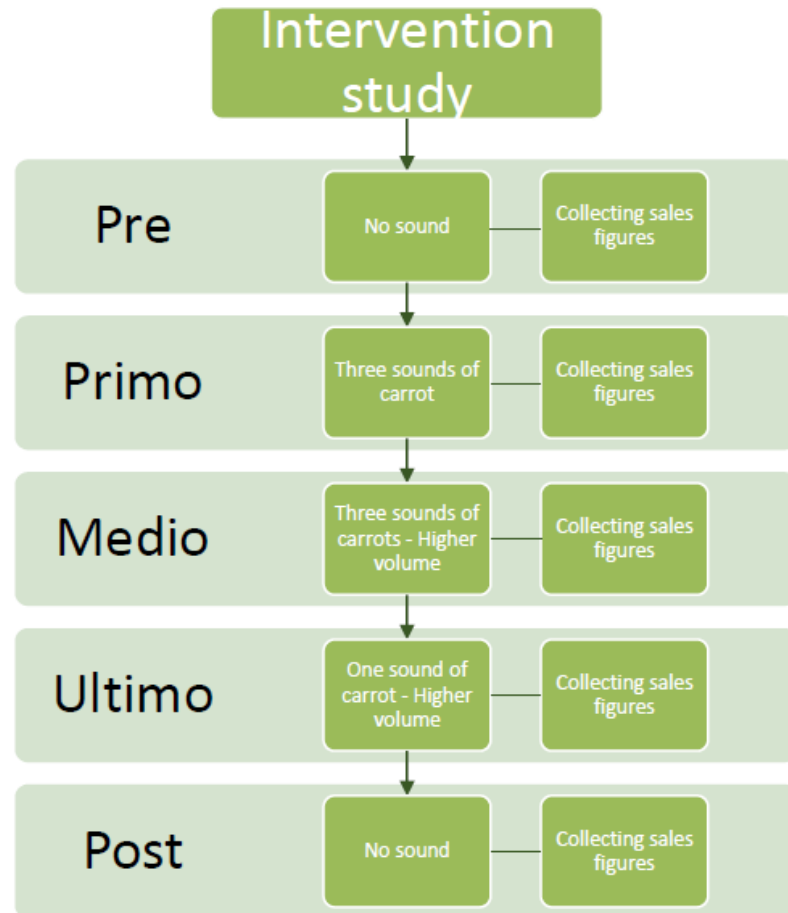 Intervention
study
Pre
No sound
Collecting sales
figures
Primo
Three sounds of
carrot
Collecting sales
figures
Medio
Three sounds of
carrots - Higher
volume
Collecting sales
figures
Ultimo
One sound of
carrot - Higher
volume
Collecting sales
figures
Post
No sound
Collecting sales
figures